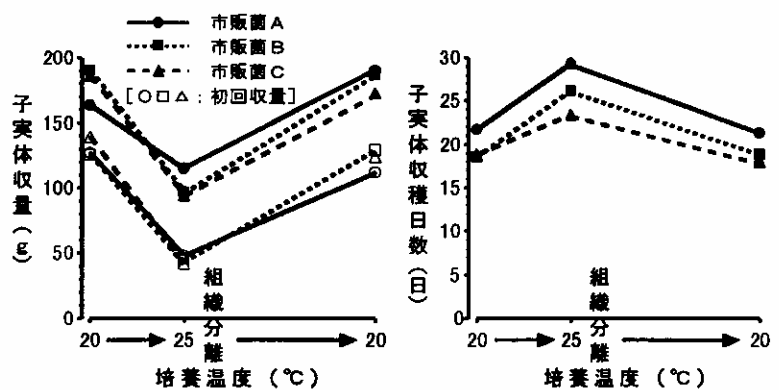 市販菌A
市販菌B
市販菌C
[○□△：初回収量]
子実体収量(g)
200
150
100
50
0
20
25
20
組織分離
培養温度 (℃)
子実体収穫日数(日)
30
25
20
15
10
5
0
20
25
20
組織分離
培養温度 (℃)